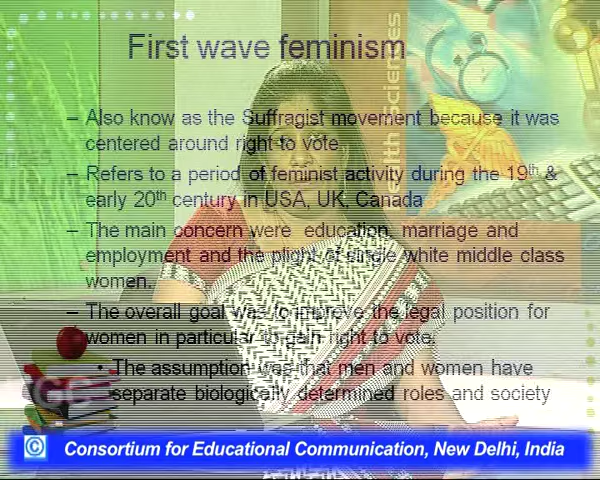 First wave feminism
Health Sciences
– Also know as the Suffragist movement because it was
centered around right to vote.
– Refers to a period of feminist activity during the 19th &
early 20th century in USA, UK, Canada
– The main concern were education, marriage and
employment and the plight of single white middle class
women.
– The overall goal was to improve the legal position for
women in particular to gain right to vote.
• The assumption was that men and women have
separate biologically determined roles and society
© Consortium for Educational Communication, New Delhi, India